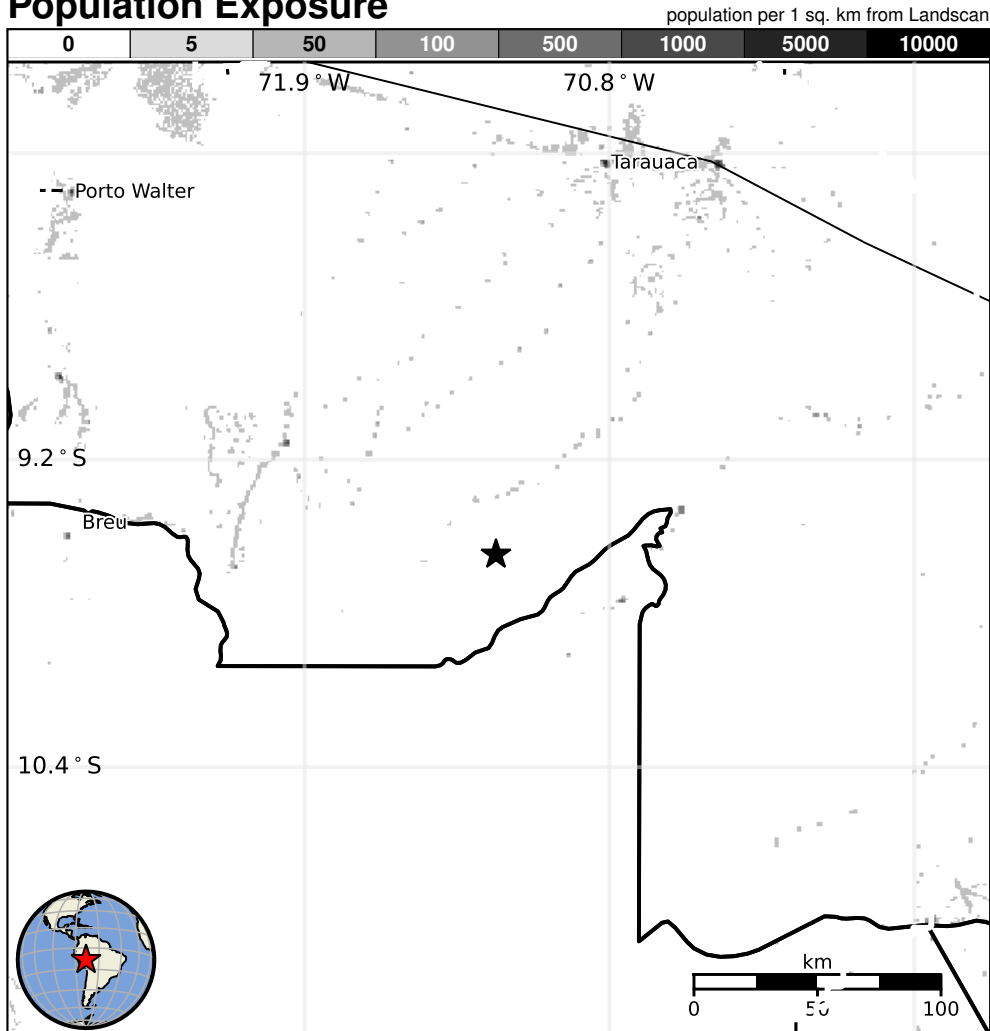 Population Exposure
population per 1 sq. km from Landscan
0 5 50 100 500 1000 5000 10000
71.9°W 70.8°W
Tarauaca
Porto Walter
9.2°S
Breu
10.4°S
km
0 50 100